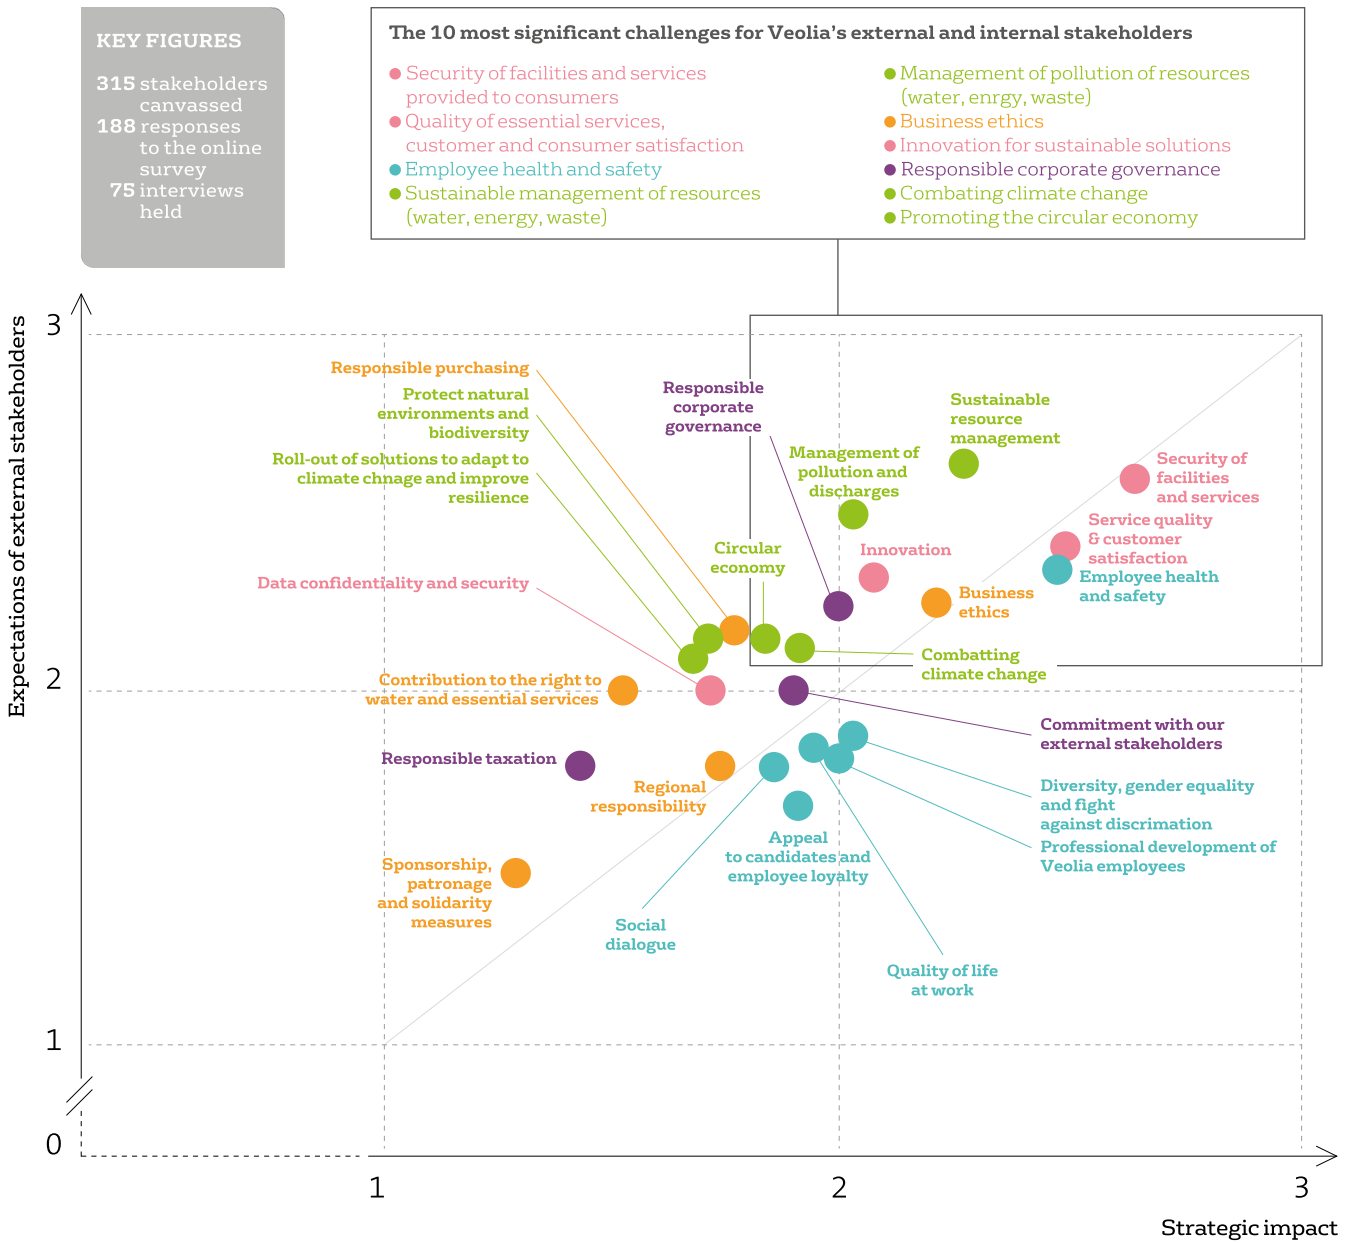 KEY FIGURES
315 stakeholders
canvassed
188 responses
to the online
survey
75 interviews
held
The 10 most significant challenges for Veolia's external and internal stakeholders
Security of facilities and services
provided to consumers
Quality of essential services,
customer and consumer satisfaction
Employee health and safety
Sustainable management of resources
(water, energy, waste)
Management of pollution of resources
(water, enrgy, waste)
Business ethics
Innovation for sustainable solutions
Responsible corporate governance
Combating climate change
Promoting the circular economy
Expectations of external stakeholders
3
2
1
0
Responsible purchasing
Protect natural
environments and
biodiversity
Roll-out of solutions to adapt to
climate chnage and improve
resilience
Data confidentiality and security
Contribution to the right to
water and essential services
Responsible taxation
Regional
responsibility
Sponsorship,
patronage
and solidarity
measures
Responsible
corporate
governance
Management of
pollution and
discharges
Sustainable
resource
management
Security of
facilities
and services
Service quality
& customer
satisfaction
Employee health
and safety
Innovation
Circular
economy
Business
ethics
Combatting
climate change
Commitment with our
external stakeholders
Diversity, gender equality
and fight
against discrimation
Professional development of
Veolia employees
Appeal
to candidates and
employee loyalty
Social
dialogue
Quality of life
at work
1
2
3
Strategic impact